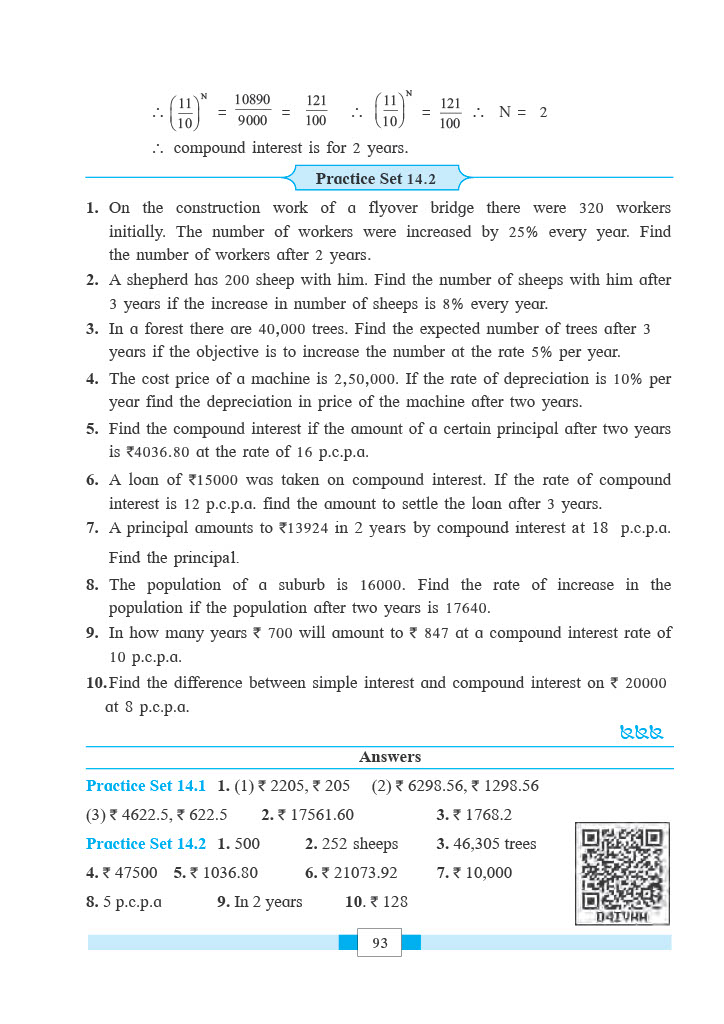 ∴ (11/10)^N = 10890/9000 = 121/100 ∴ (11/10)^N = 121/100 ∴ N = 2
∴ compound interest is for 2 years.
Practice Set 14.2
1. On the construction work of a flyover bridge there were 320 workers
initially. The number of workers were increased by 25% every year. Find
the number of workers after 2 years.
2. A shepherd has 200 sheep with him. Find the number of sheeps with him after
3 years if the increase in number of sheeps is 8% every year.
3. In a forest there are 40,000 trees. Find the expected number of trees after 3
years if the objective is to increase the number at the rate 5% per year.
4. The cost price of a machine is 2,50,000. If the rate of depreciation is 10% per
year find the depreciation in price of the machine after two years.
5. Find the compound interest if the amount of a certain principal after two years
is ₹4036.80 at the rate of 16 p.c.p.a.
6. A loan of ₹15000 was taken on compound interest. If the rate of compound
interest is 12 p.c.p.a. find the amount to settle the loan after 3 years.
7. A principal amounts to ₹13924 in 2 years by compound interest at 18 p.c.p.a.
Find the principal.
8. The population of a suburb is 16000. Find the rate of increase in the
population if the population after two years is 17640.
9. In how many years ₹ 700 will amount to ₹ 847 at a compound interest rate of
10 p.c.p.a.
10. Find the difference between simple interest and compound interest on ₹ 20000
at 8 p.c.p.a.
Answers
Practice Set 14.1 1. (1) ₹ 2205, ₹ 205 (2) ₹ 6298.56, ₹ 1298.56
(3) ₹ 4622.5, ₹ 622.5 2. ₹ 17561.60 3. ₹ 1768.2
Practice Set 14.2 1. 500 2. 252 sheeps 3. 46,305 trees
4. ₹ 47500 5. ₹ 1036.80 6. ₹ 21073.92 7. ₹ 10,000
8. 5 p.c.p.a 9. In 2 years 10. ₹ 128
D4IVHH
93